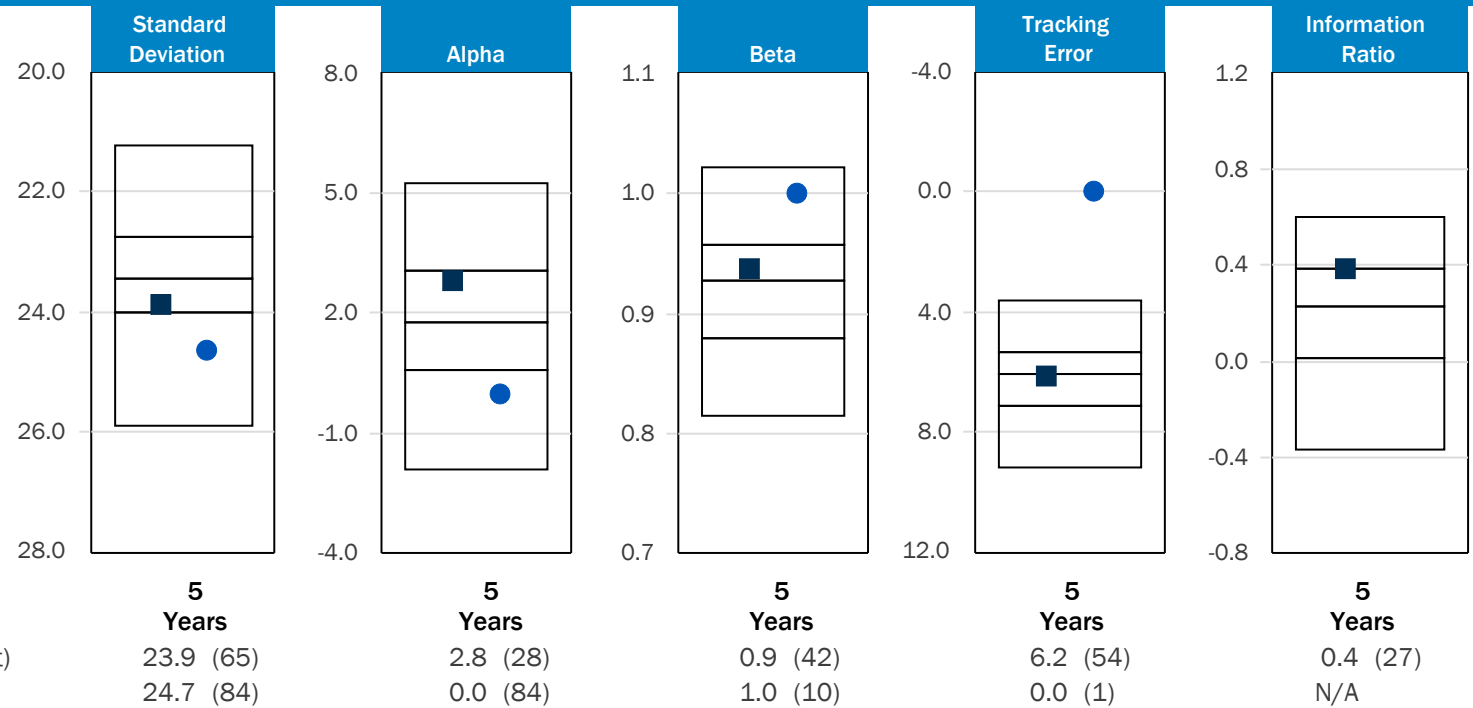 Standard Deviation
Alpha
Beta
Tracking Error
Information Ratio
20.0
22.0
24.0
26.0
28.0
8.0
5.0
2.0
-1.0
-4.0
1.1
1.0
0.9
0.8
0.7
-4.0
0.0
4.0
8.0
12.0
1.2
0.8
0.4
0.0
-0.4
-0.8
5 Years
5 Years
5 Years
5 Years
5 Years
23.9 (65) 2.8 (28) 0.9 (42) 6.2 (54) 0.4 (27)
24.7 (84) 0.0 (84) 1.0 (10) 0.0 (1) N/A